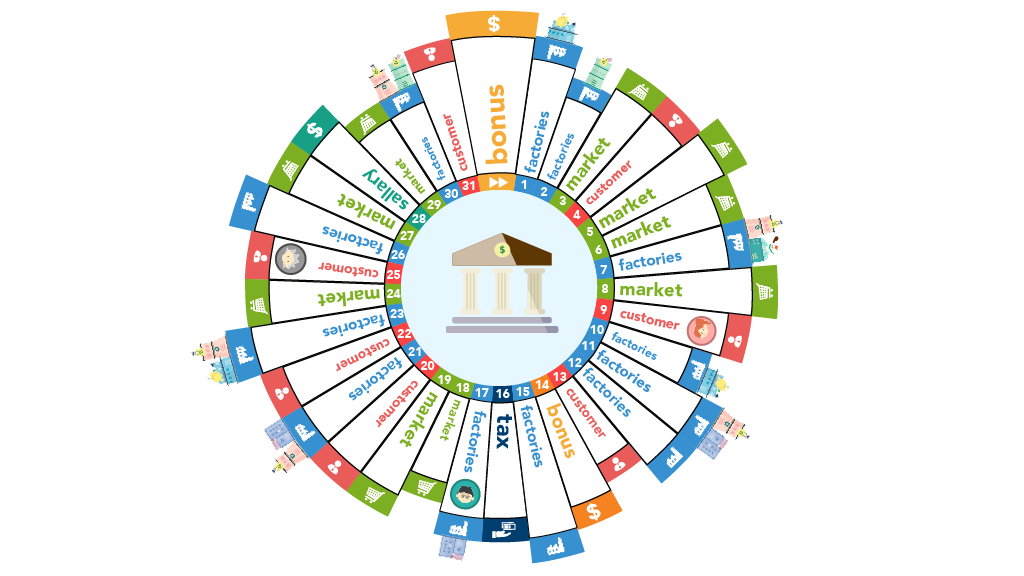 $
bonus
1 factories
2 factories
3 market
4 customer
5 market
6 market
7 factories
8 market
9 customer
10 factories
11 factories
12 factories
13 customer
14 bonus
$
15 factories
16 tax
17 factories
18 market
19 market
20 customer
21 factories
22 customer
23 factories
24 market
25 customer
26 factories
27 market
28 sallary
$
29 market
30 factories
31 customer
$